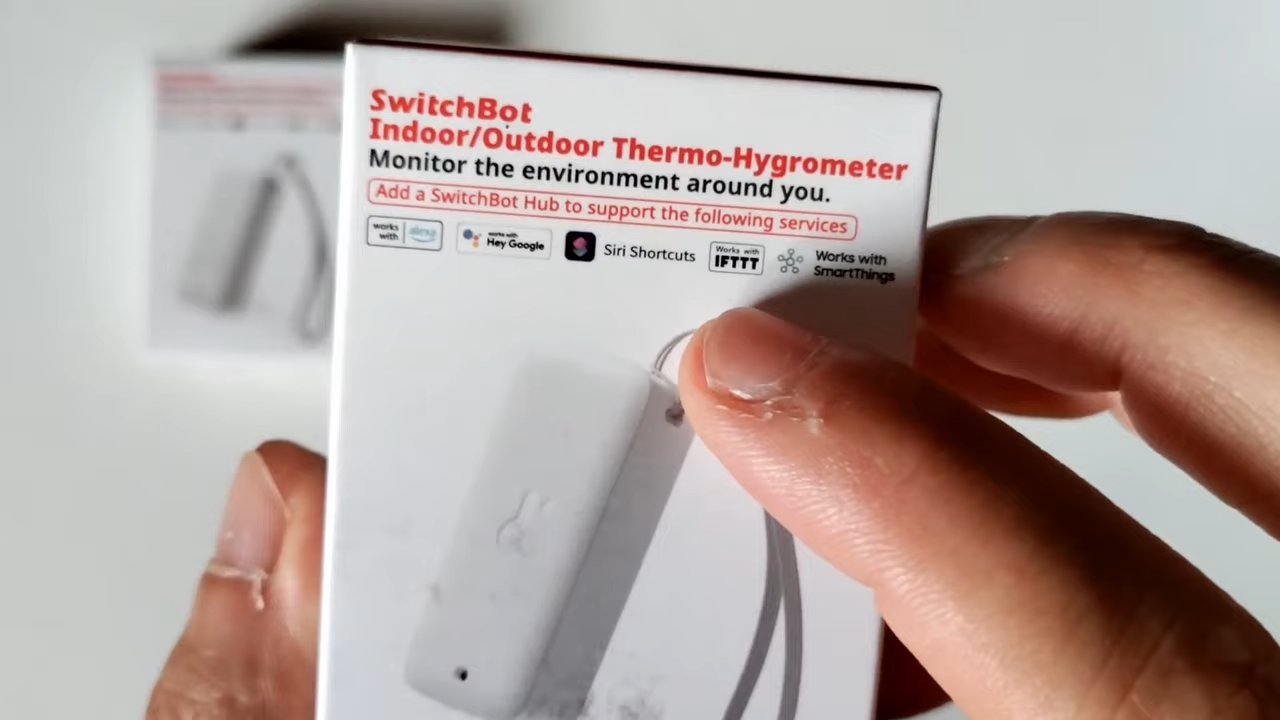 SwitchBot
Indoor/Outdoor Thermo-Hygrometer
Monitor the environment around you.
Add a SwitchBot Hub to support the following services
works with alexa
works with Hey Google
Siri Shortcuts
Works with IFTTT
Works with SmartThings